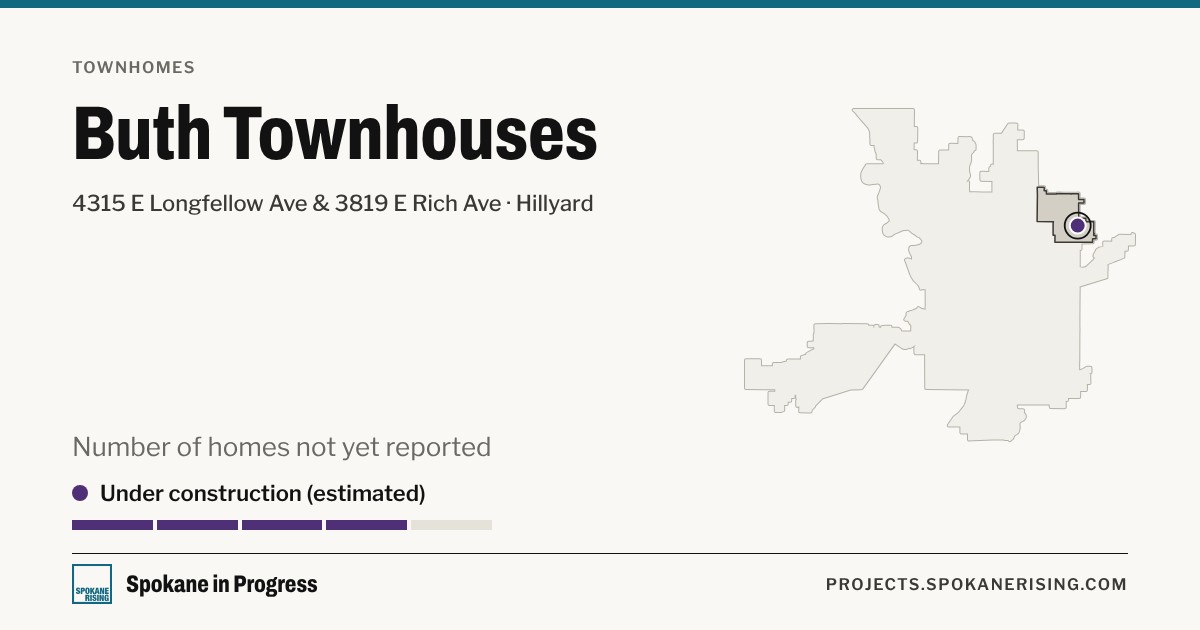 TOWNHOMES
Buth Townhouses
4315 E Longfellow Ave & 3819 E Rich Ave · Hillyard
Number of homes not yet reported
Under construction (estimated)
SPOKANE
RISING
Spokane in Progress
PROJECTS.SPOKANERISING.COM